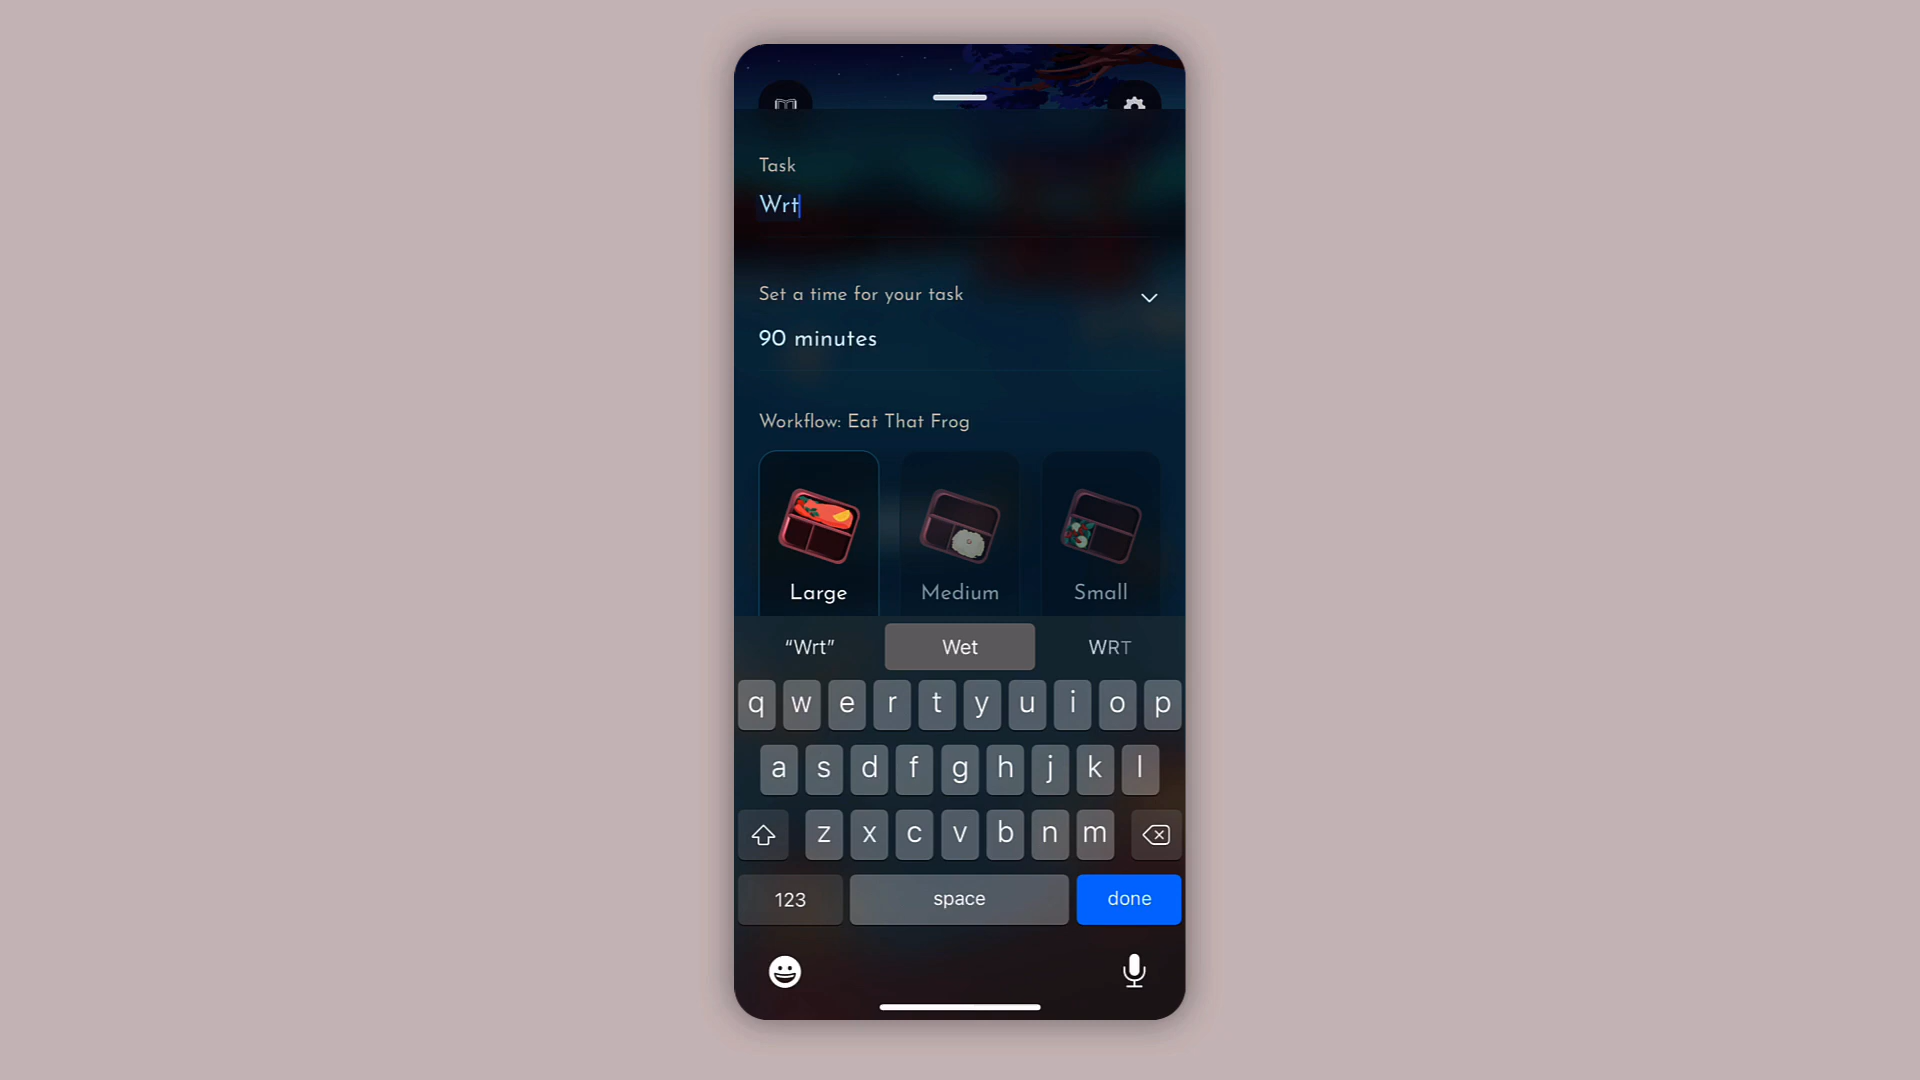 Task
Wrt
Set a time for your task
90 minutes
Workflow: Eat That Frog
Large Medium Small
“Wrt” Wet WRT
q w e r t y u i o p
a s d f g h j k l
z x c v b n m
123 space done